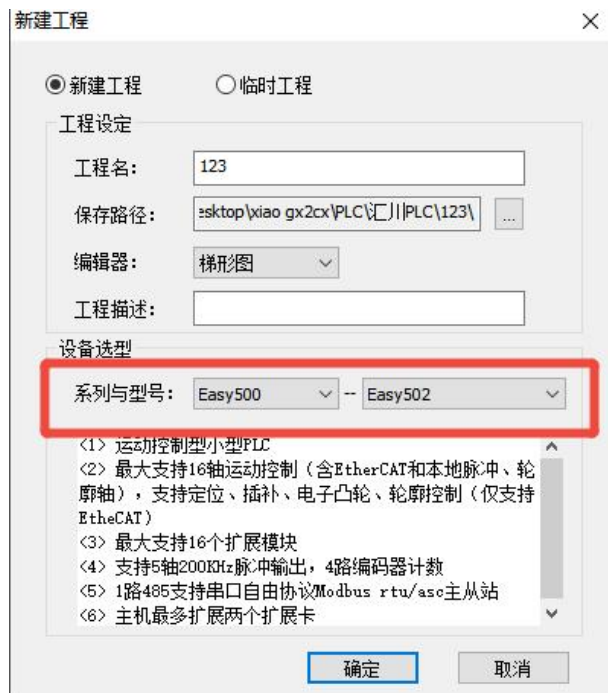 新建工程
新建工程 临时工程
工程设定
工程名： 123
保存路径： esktop\xiao gx2cx\PLC\汇川PLC\123\ ...
编辑器： 梯形图
工程描述：
设备选型
系列与型号： Easy500 -- Easy502
<1> 运动控制型小型PLC
<2> 最大支持16轴运动控制（含EtherCAT和本地脉冲、轮
廓轴），支持定位、插补、电子凸轮、轮廓控制（仅支持
EtheCAT）
<3> 最大支持16个扩展模块
<4> 支持5轴200KHz脉冲输出，4路编码器计数
<5> 1路485支持串口自由协议Modbus rtu/asc主从站
<6> 主机最多扩展两个扩展卡
确定 取消